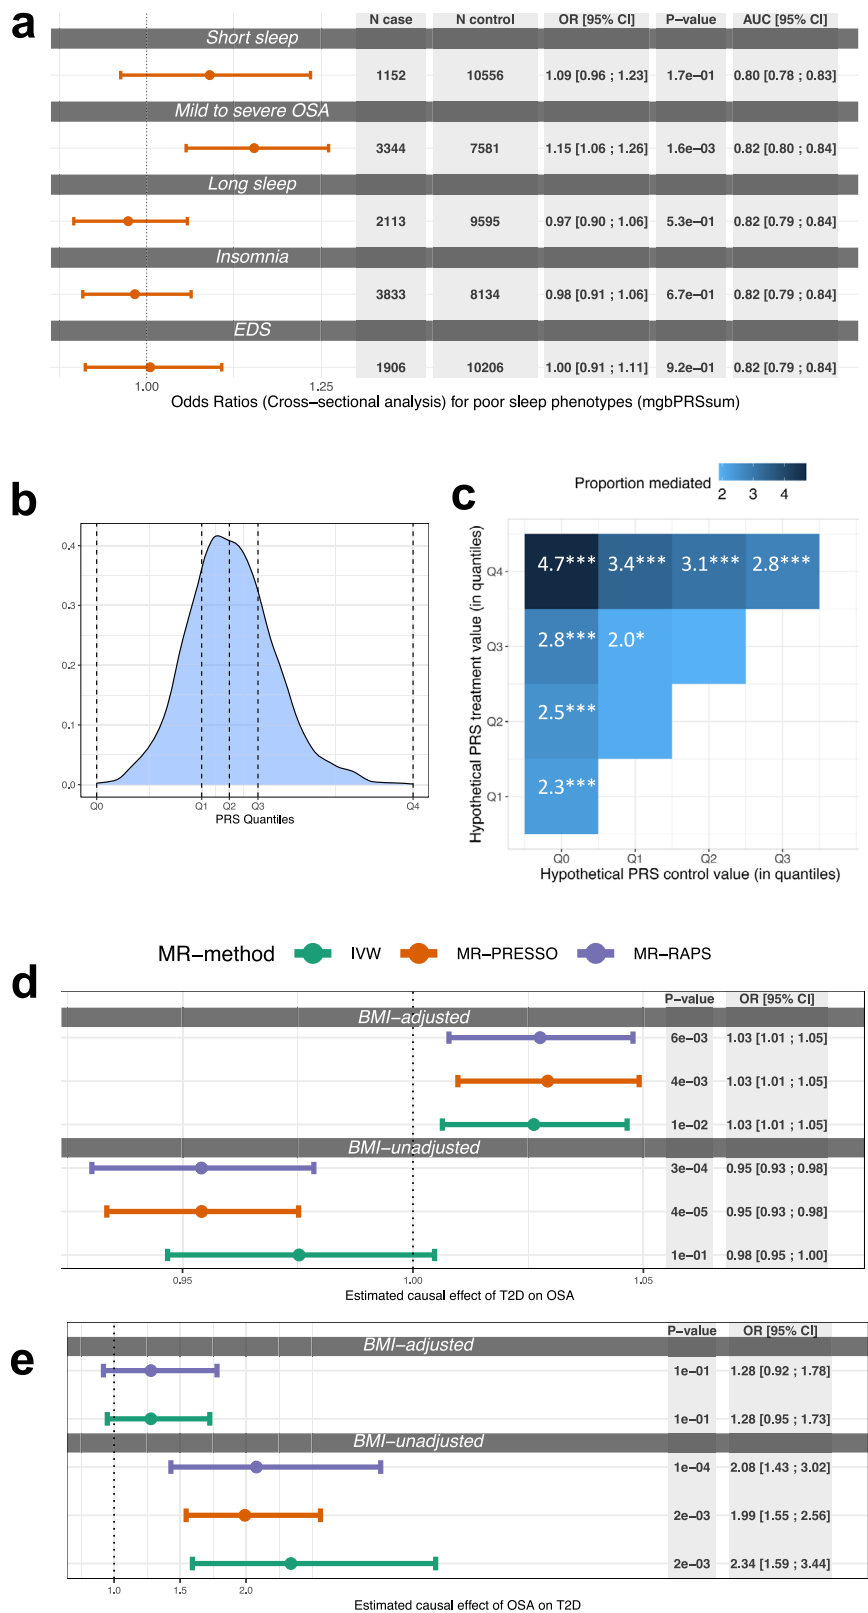 a
N case N control OR [95% CI] P−value AUC [95% CI]
Short sleep
1152 10556 1.09 [0.96 ; 1.23] 1.7e−01 0.80 [0.78 ; 0.83]
Mild to severe OSA
3344 7581 1.15 [1.06 ; 1.26] 1.6e−03 0.82 [0.80 ; 0.84]
Long sleep
2113 9595 0.97 [0.90 ; 1.06] 5.3e−01 0.82 [0.79 ; 0.84]
Insomnia
3833 8134 0.98 [0.91 ; 1.06] 6.7e−01 0.82 [0.79 ; 0.84]
EDS
1906 10206 1.00 [0.91 ; 1.11] 9.2e−01 0.82 [0.79 ; 0.84]
1.00 1.25
Odds Ratios (Cross−sectional analysis) for poor sleep phenotypes (mgbPRSsum)
b
0.4
0.3
0.2
0.1
0.0
Q0 Q1 Q2 Q3 Q4
PRS Quantiles
c
Proportion mediated
2 3 4
Hypothetical PRS treatment value (in quantiles)
Q4 4.7*** 3.4*** 3.1*** 2.8***
Q3 2.8*** 2.0*
Q2 2.5***
Q1 2.3***
Q0 Q1 Q2 Q3
Hypothetical PRS control value (in quantiles)
MR−method IVW MR−PRESSO MR−RAPS
d
P−value OR [95% CI]
BMI−adjusted
6e−03 1.03 [1.01 ; 1.05]
4e−03 1.03 [1.01 ; 1.05]
1e−02 1.03 [1.01 ; 1.05]
BMI−unadjusted
3e−04 0.95 [0.93 ; 0.98]
4e−05 0.95 [0.93 ; 0.98]
1e−01 0.98 [0.95 ; 1.00]
0.95 1.00 1.05
Estimated causal effect of T2D on OSA
e
P−value OR [95% CI]
BMI−adjusted
1e−01 1.28 [0.92 ; 1.78]
1e−01 1.28 [0.95 ; 1.73]
BMI−unadjusted
1e−04 2.08 [1.43 ; 3.02]
2e−03 1.99 [1.55 ; 2.56]
2e−03 2.34 [1.59 ; 3.44]
1.0 1.5 2.0
Estimated causal effect of OSA on T2D